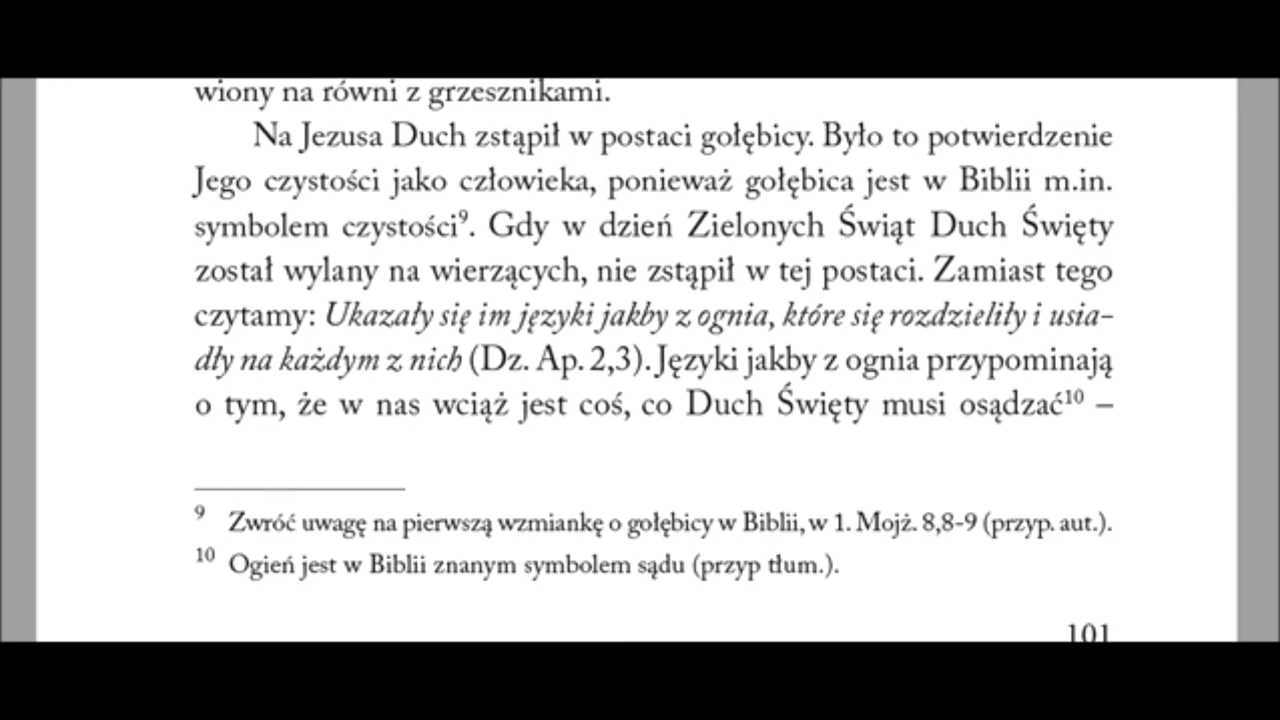 wiony na równi z grzesznikami.
Na Jezusa Duch zstąpił w postaci gołębicy. Było to potwierdzenie
Jego czystości jako człowieka, ponieważ gołębica jest w Biblii m.in.
symbolem czystości⁹. Gdy w dzień Zielonych Świąt Duch Święty
został wylany na wierzących, nie zstąpił w tej postaci. Zamiast tego
czytamy: Ukazały się im języki jakby z ognia, które się rozdzieliły i usia-
dły na każdym z nich (Dz. Ap. 2,3). Języki jakby z ognia przypominają
o tym, że w nas wciąż jest coś, co Duch Święty musi osądzać¹⁰ –
⁹ Zwróć uwagę na pierwszą wzmiankę o gołębicy w Biblii, w 1. Mojż. 8,8-9 (przyp. aut.).
¹⁰ Ogień jest w Biblii znanym symbolem sądu (przyp tłum.).
101